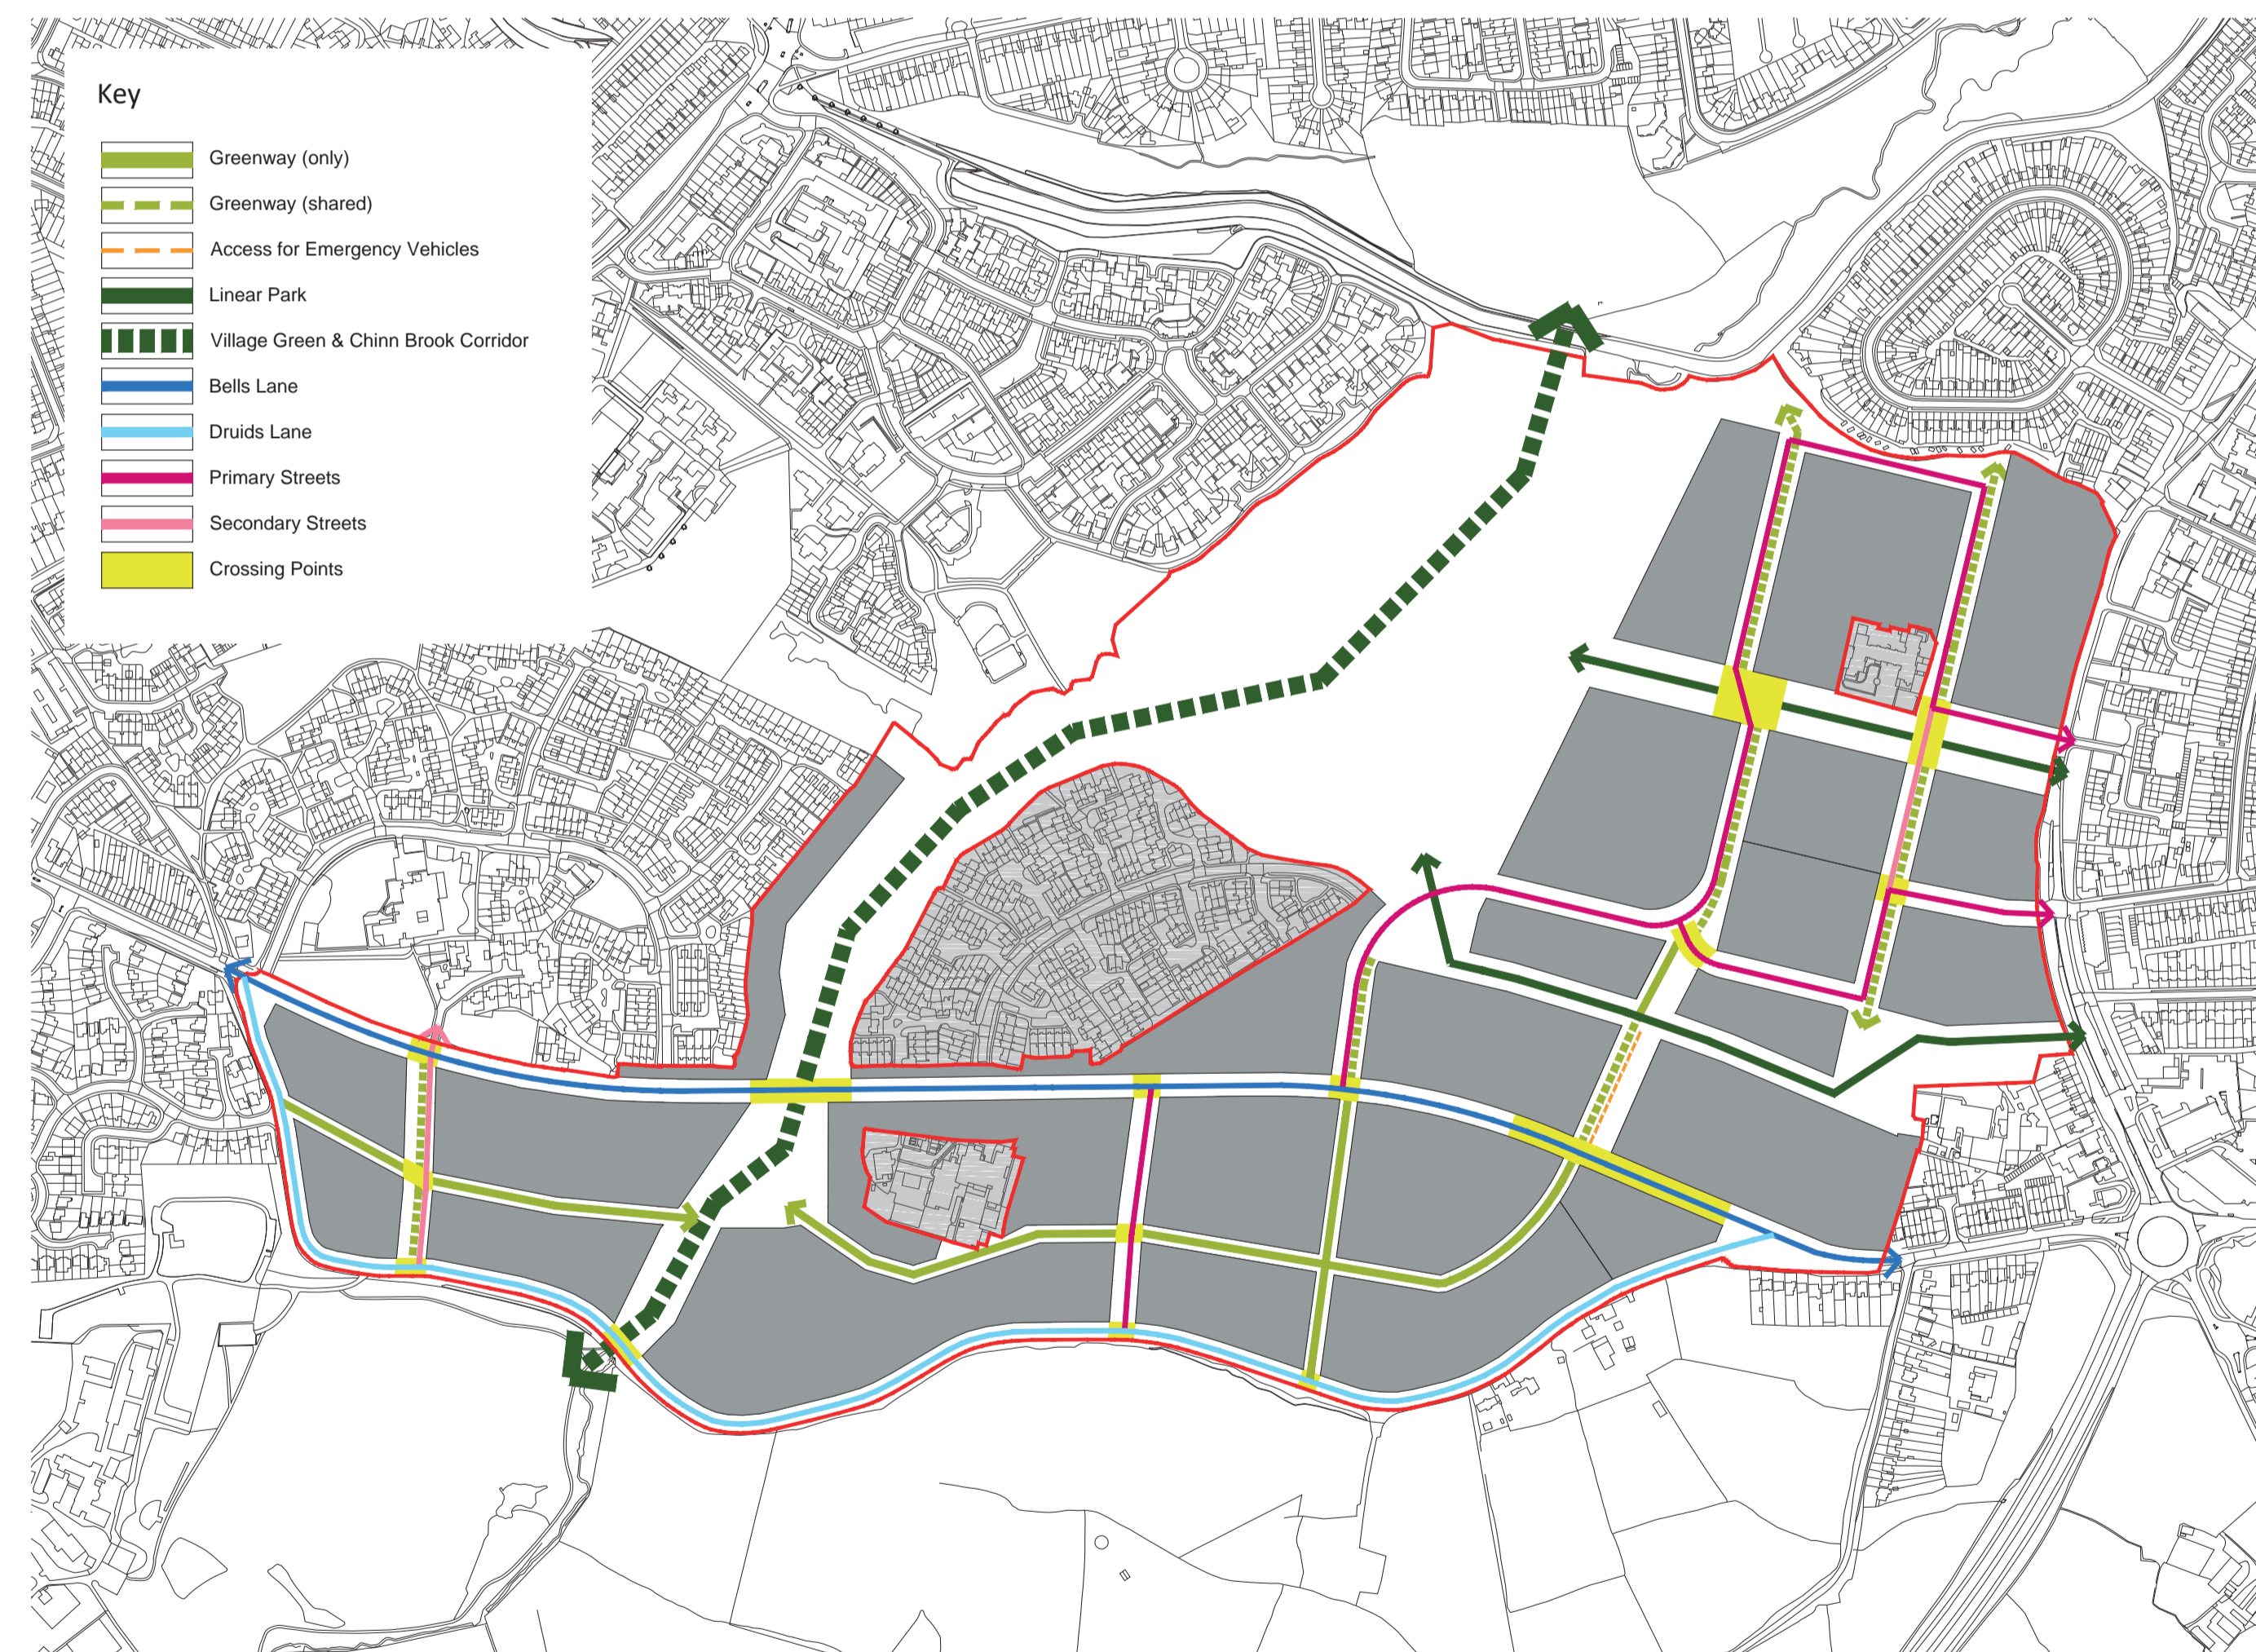 Key
Greenway (only)
Greenway (shared)
Access for Emergency Vehicles
Linear Park
Village Green & Chinn Brook Corridor
Bells Lane
Druids Lane
Primary Streets
Secondary Streets
Crossing Points